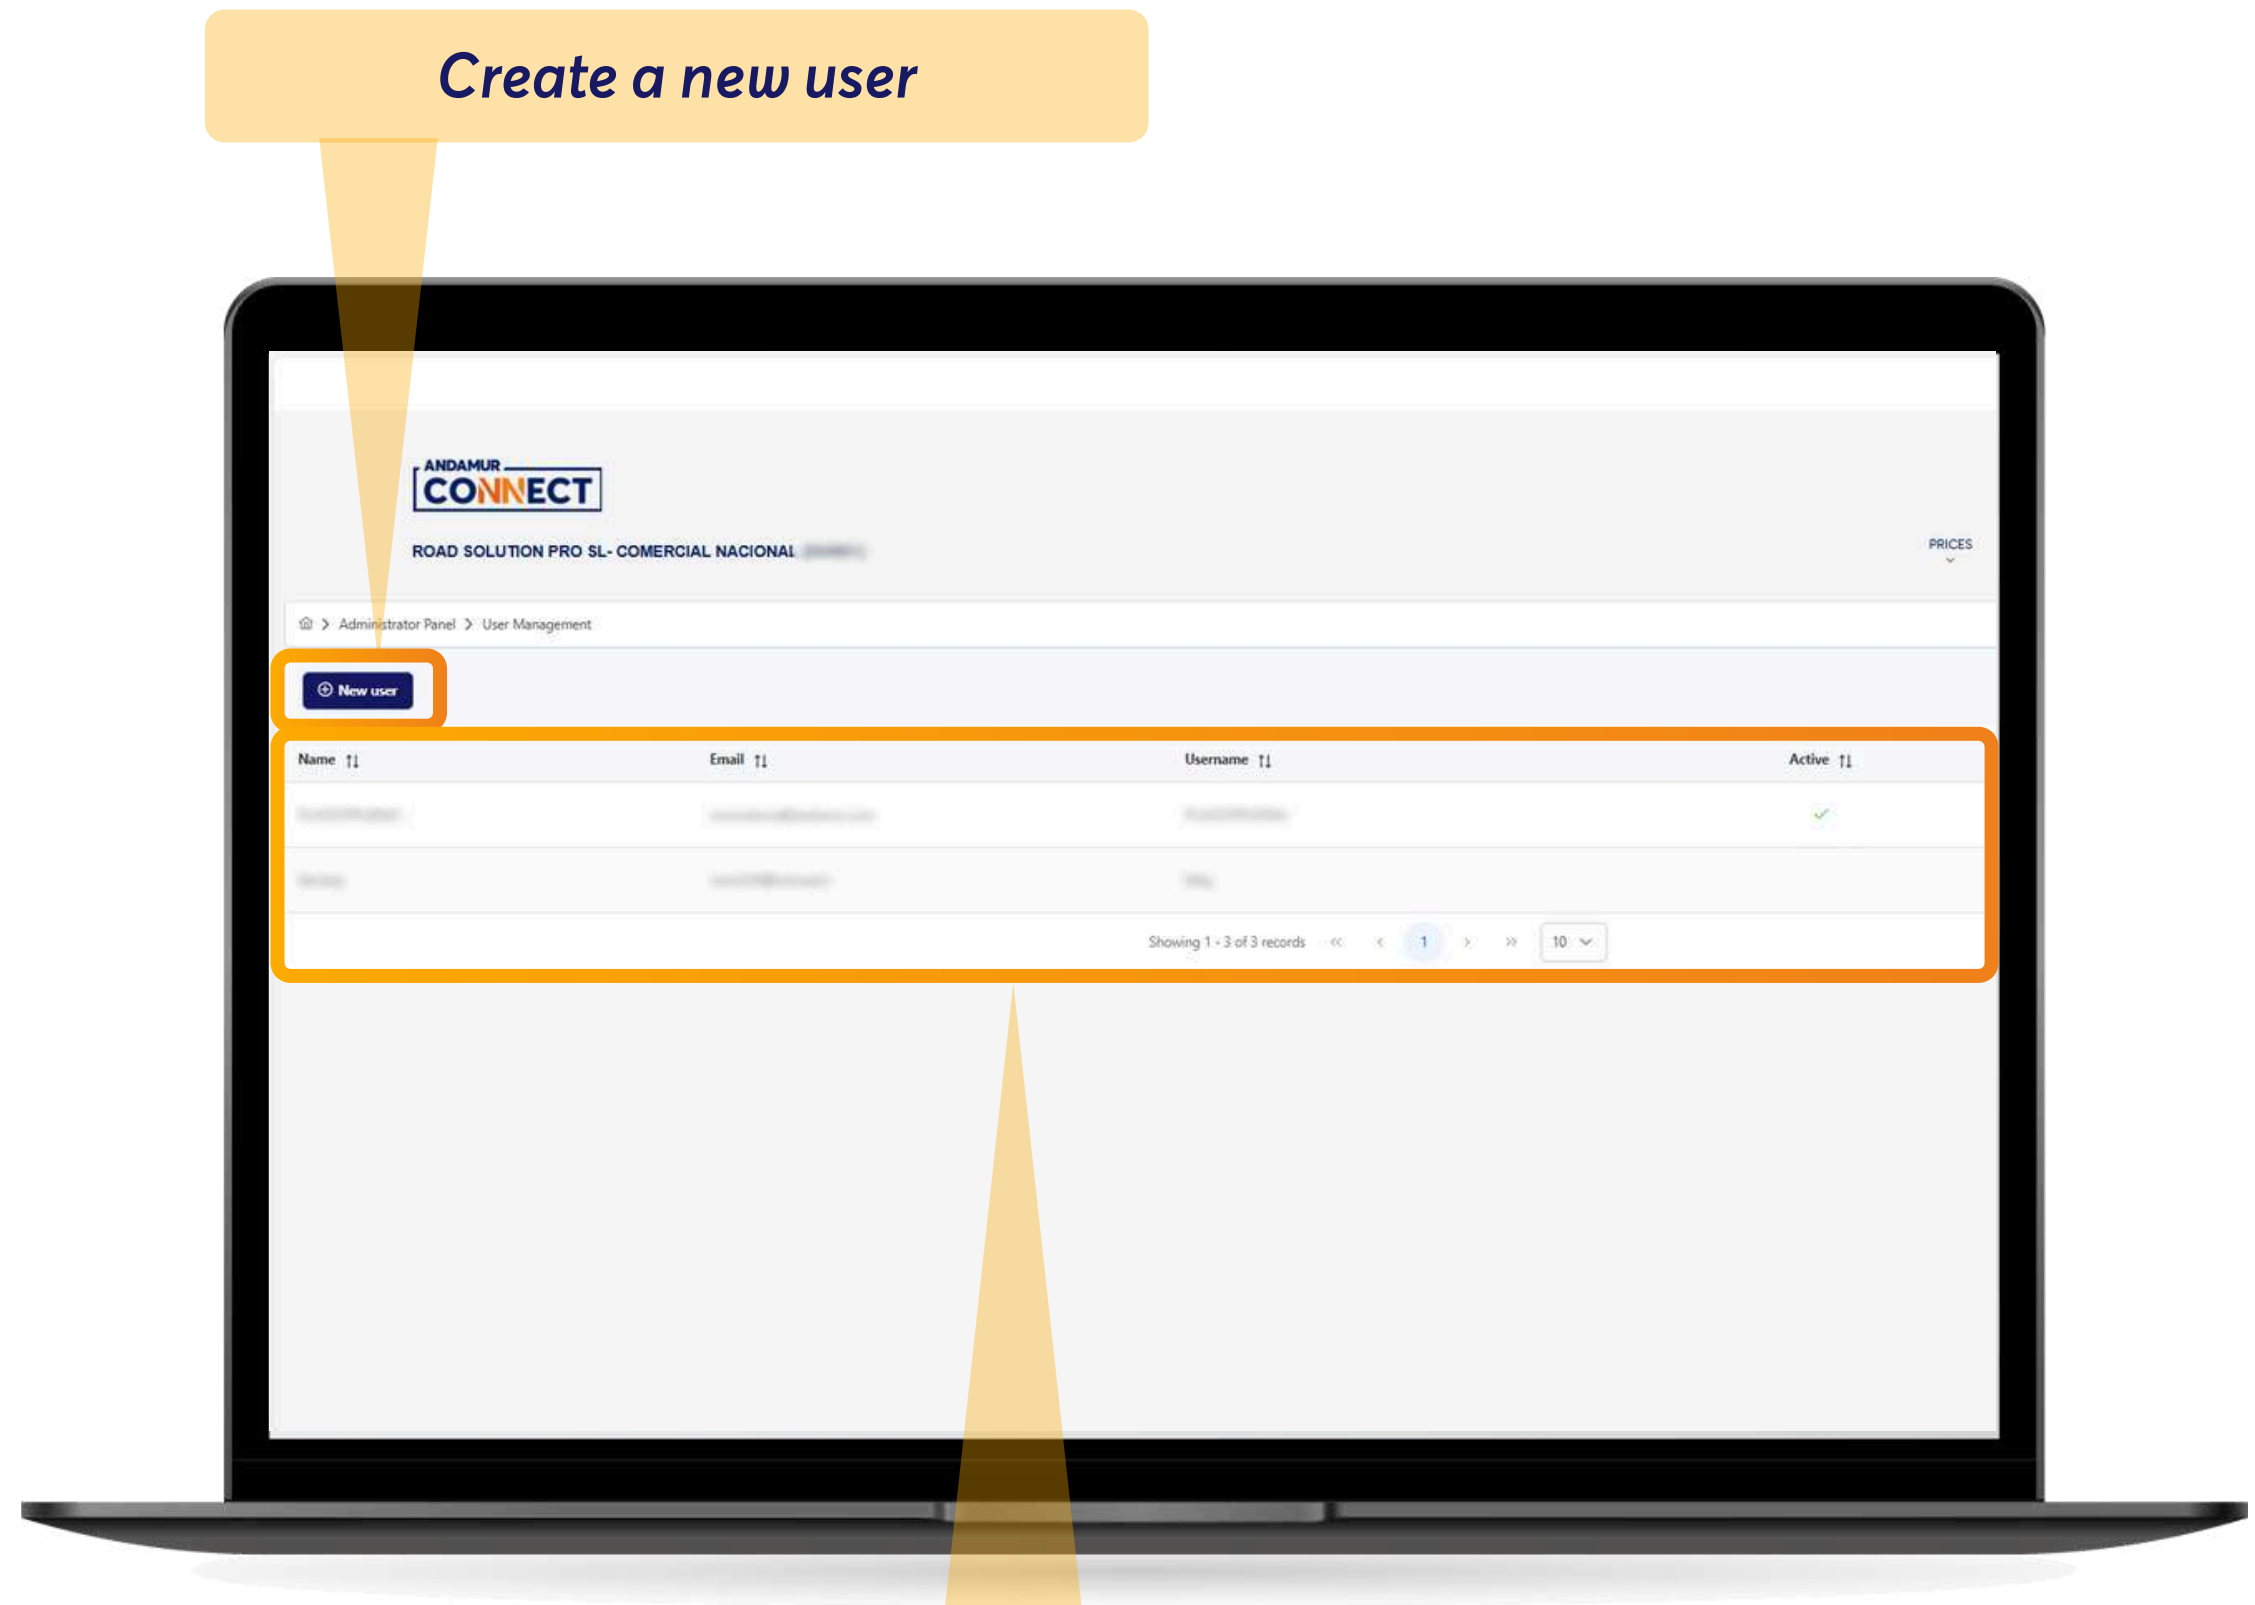 Create a new user
ANDAMUR
CONNECT
ROAD SOLUTION PRO SL- COMERCIAL NACIONAL
PRICES
Administrator Panel > User Management
New user
Name Email Username Active
Showing 1 - 3 of 3 records << < 1 > >> 10